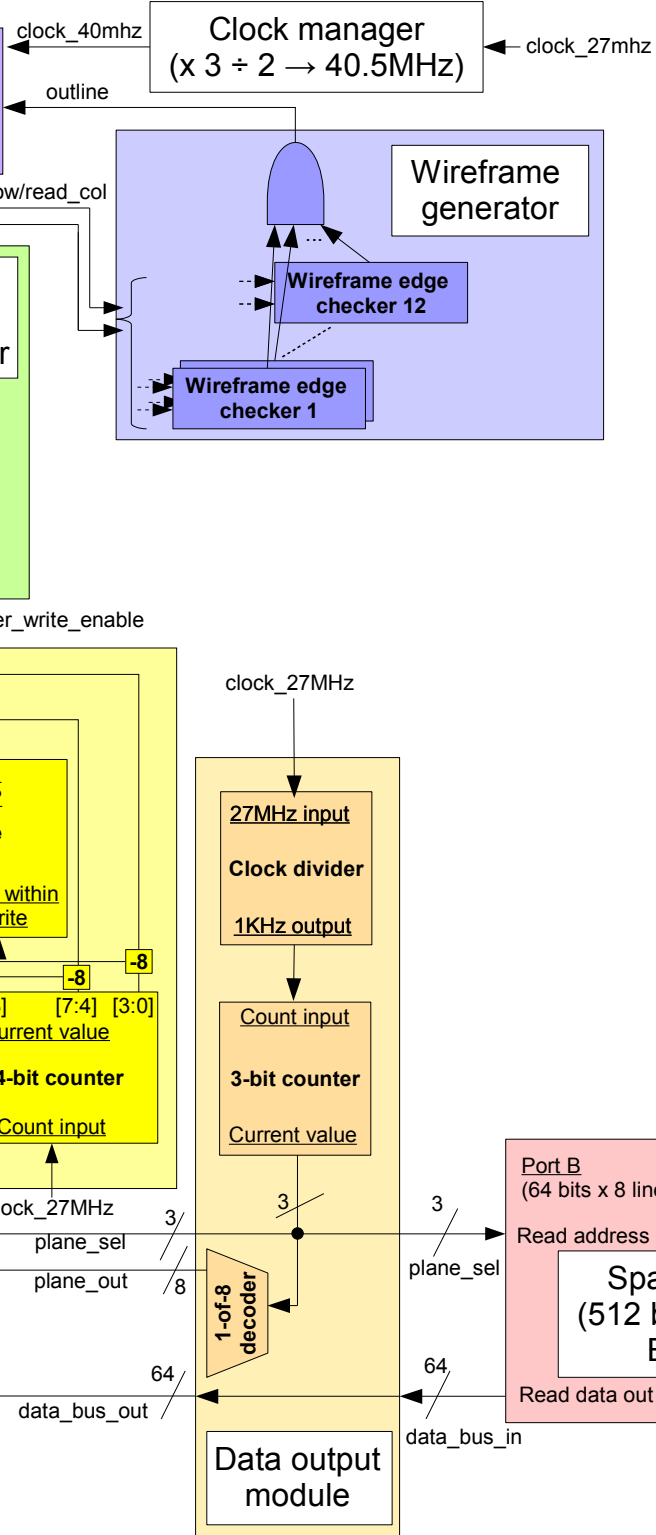 clock_40mhz
Clock manager
(x 3 ÷ 2 → 40.5MHz)
clock_27mhz
outline
Wireframe
generator
ow/read_col
...
Wireframe edge
checker 12
r
Wireframe edge
checker 1
er_write_enable
clock_27MHz
27MHz input
Clock divider
1KHz output
within
rite
-8
-8
[7:4] [3:0]
urrent value
4-bit counter
Count input
ock_27MHz
Count input
3-bit counter
Current value
3
3
3
plane_sel
plane_out
8
1-of-8
decoder
plane_sel
Port B
(64 bits x 8 line
Read address
Spa
(512 b
Read data out
64
data_bus_out
64
data_bus_in
Data output
module